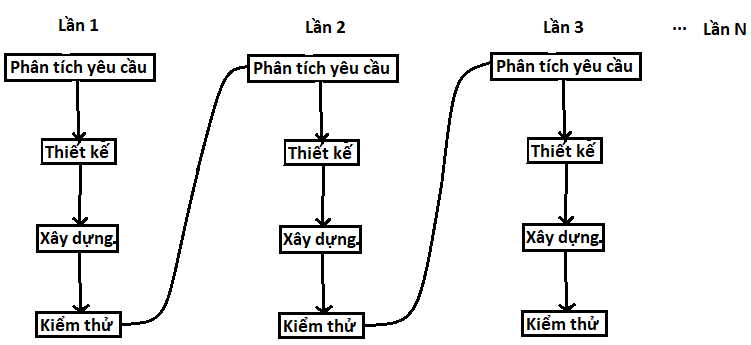 Lần 1
Lần 2
Lần 3
... Lần N
Phân tích yêu cầu
Phân tích yêu cầu
Phân tích yêu cầu
Thiết kế
Thiết kế
Thiết kế
Xây dựng.
Xây dựng.
Xây dựng.
Kiểm thử
Kiểm thử
Kiểm thử